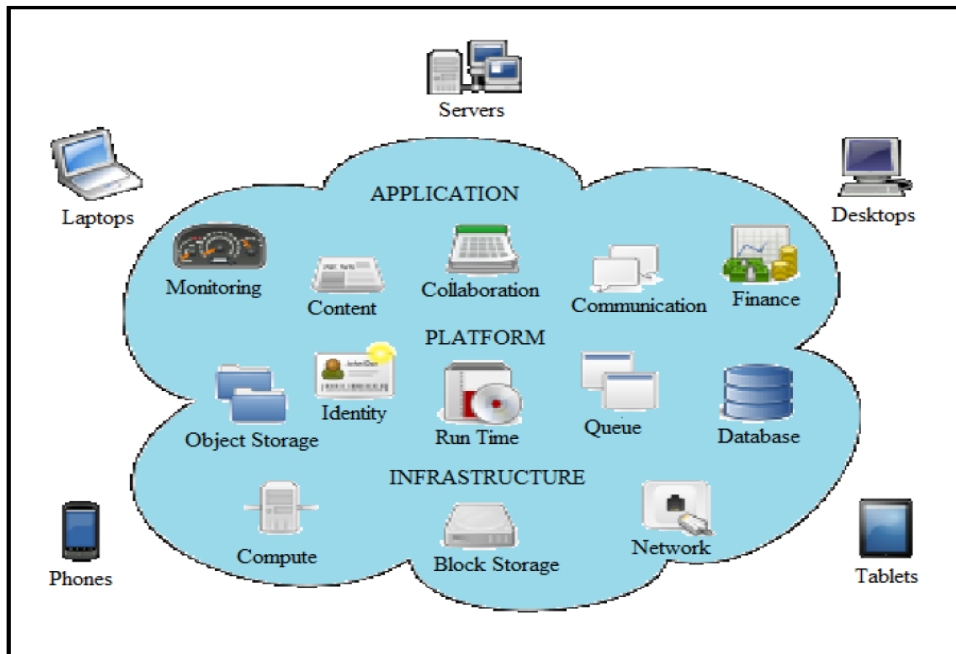 Servers
Laptops
Desktops
APPLICATION
Monitoring
Content
Collaboration
Communication
Finance
PLATFORM
Object Storage
Identity
Run Time
Queue
Database
INFRASTRUCTURE
Compute
Block Storage
Network
Phones
Tablets